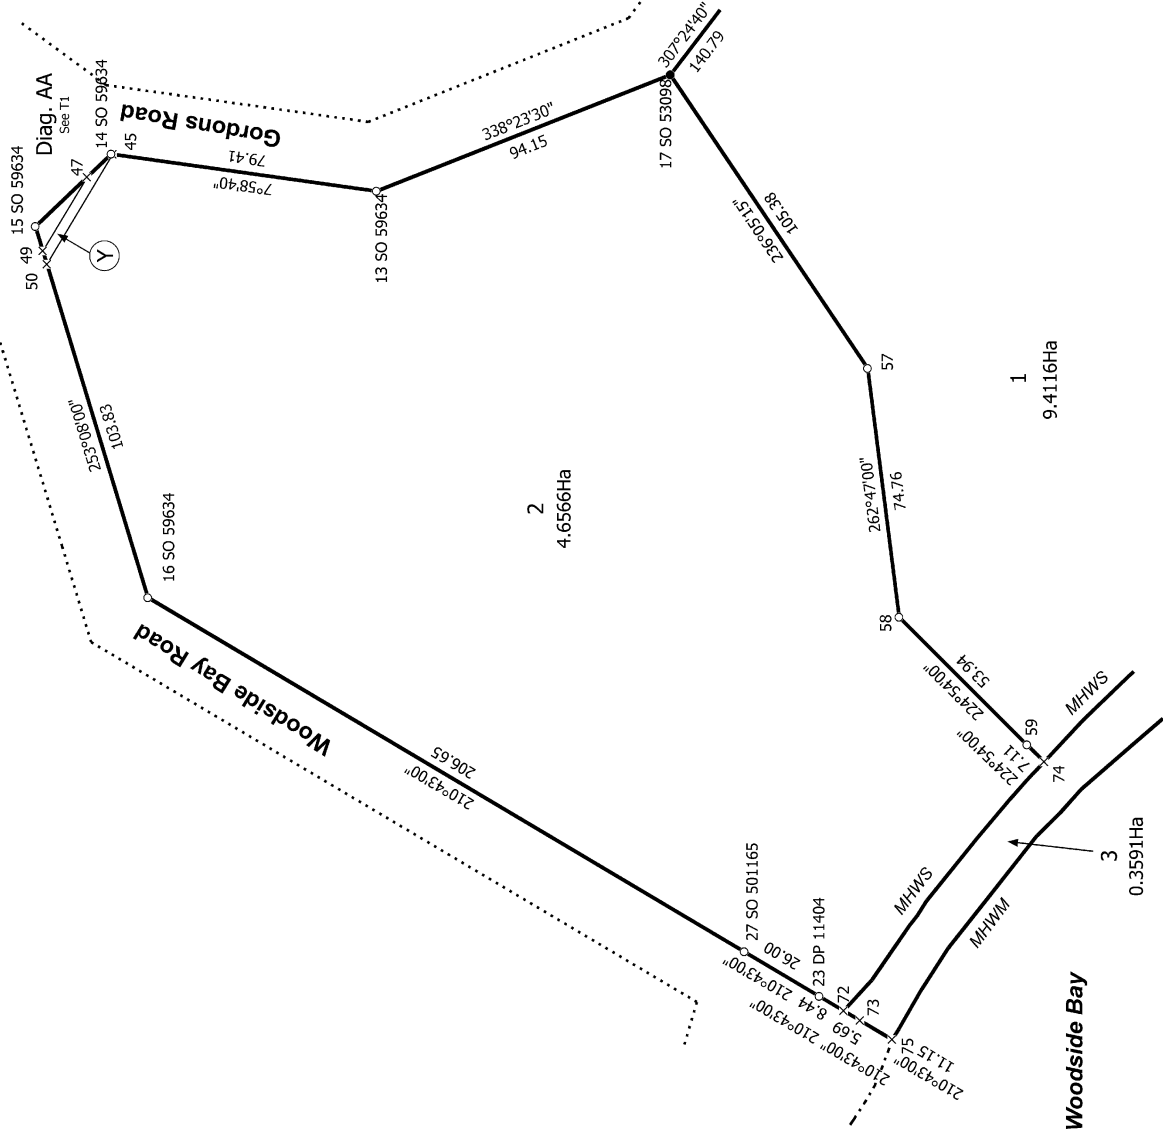 Diag. AA
See T1
15 SO 59634
14 SO 59634
47
45
49
50
Y
Gordons Road
79.41
7°58'40"
13 SO 59634
338°23'30"
94.15
307°24'40"
140.79
17 SO 53098
236°05'15"
105.38
253°08'00"
103.83
16 SO 59634
2
4.6566Ha
57
1
9.4116Ha
262°47'00"
74.76
58
53.94
224°54'00"
59
224°54'00"
7.11
74
MHWS
Woodside Bay Road
206.65
210°43'00"
27 SO 501165
26.00
210°43'00"
23 DP 11404
8.44
210°43'00"
72
5.69
210°43'00"
73
75
11.15
210°43'00"
MHWS
MHWM
3
0.3591Ha
Woodside Bay